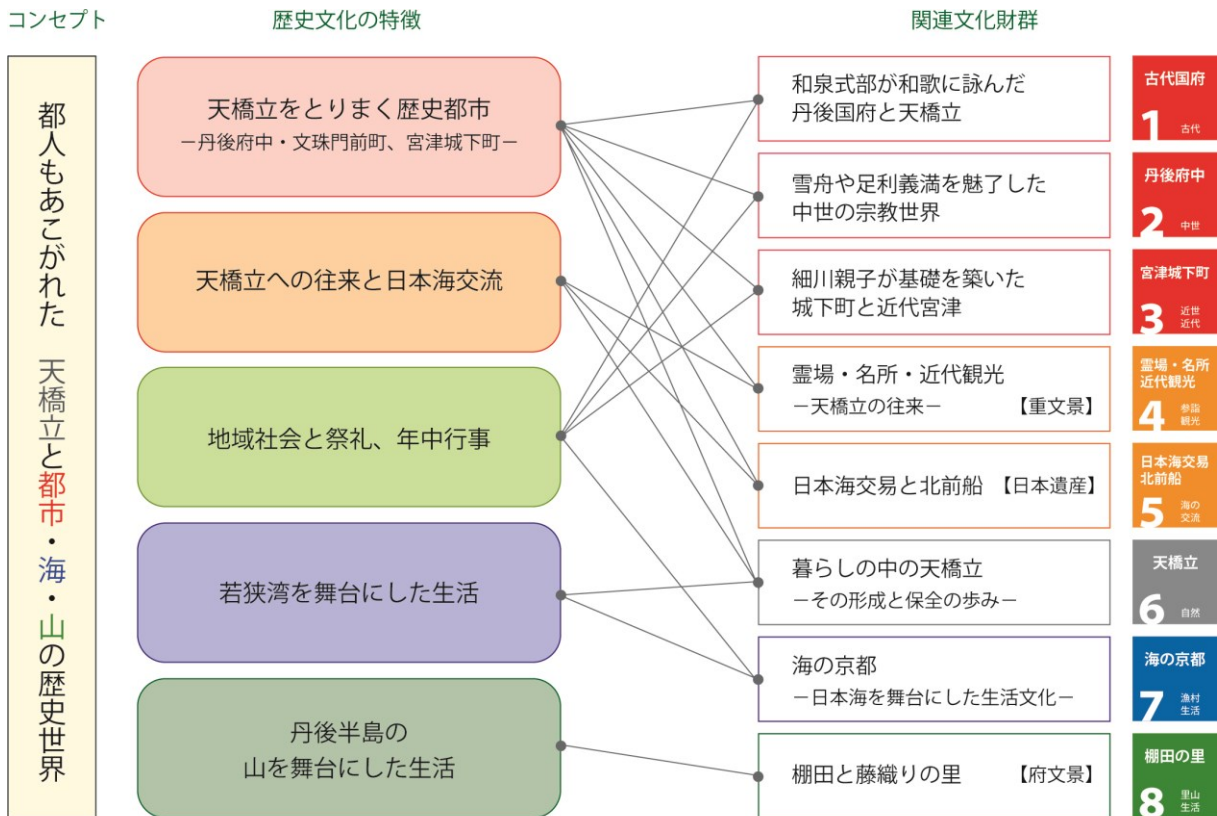 コンセプト
歴史文化の特徴
関連文化財群
都人もあこがれた 天橋立と都市・海・山の歴史世界
天橋立をとりまく歴史都市
－丹後府中・文珠門前町、宮津城下町－
天橋立への往来と日本海交流
地域社会と祭礼、年中行事
若狭湾を舞台にした生活
丹後半島の
山を舞台にした生活
和泉式部が和歌に詠んだ
丹後国府と天橋立
古代国府
1 古代
雪舟や足利義満を魅了した
中世の宗教世界
丹後府中
2 中世
細川親子が基礎を築いた
城下町と近代宮津
宮津城下町
3 近世
近代
霊場・名所・近代観光
－天橋立の往来－ 【重文景】
霊場・名所
近代観光
4 参詣
観光
日本海交易と北前船 【日本遺産】
日本海交易
北前船
5 海の
交流
暮らしの中の天橋立
－その形成と保全の歩み－
天橋立
6 自然
海の京都
－日本海を舞台にした生活文化－
海の京都
7 漁村
生活
棚田と藤織りの里 【府文景】
棚田の里
8 里山
生活